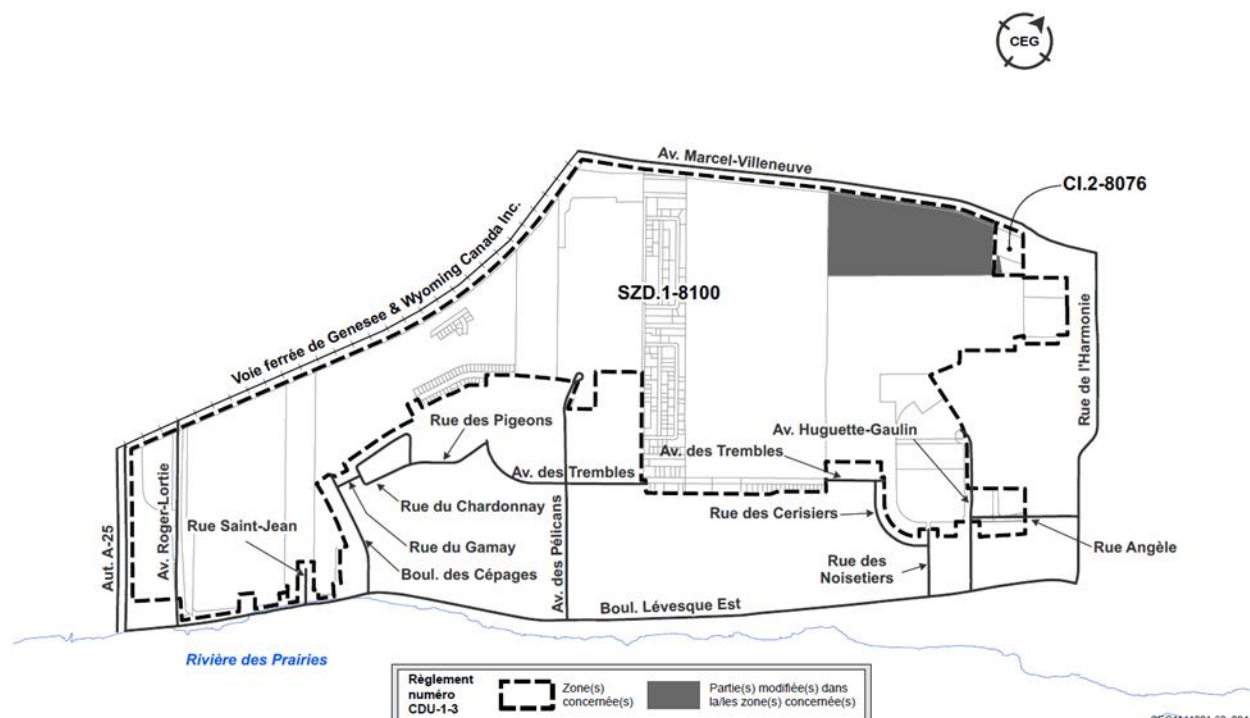 CEG
Av. Marcel-Villeneuve
CI.2-8076
Voie ferrée de Genesee & Wyoming Canada Inc.
SZD.1-8100
Rue de l'Harmonie
Rue des Pigeons
Av. Huguette-Gaulin
Av. des Trembles
Av. des Trembles
Rue du Chardonnay
Rue Saint-Jean
Av. Roger-Lortie
Aut. A-25
Rue du Gamay
Boul. des Cépages
Av. des Pélicans
Rue des Cerisiers
Rue des
Noisetiers
Rue Angèle
Boul. Lévesque Est
Rivière des Prairies
Règlement
numéro
CDU-1-3
Zone(s)
concernée(s)
Partie(s) modifiée(s) dans
la/les zone(s) concernée(s)